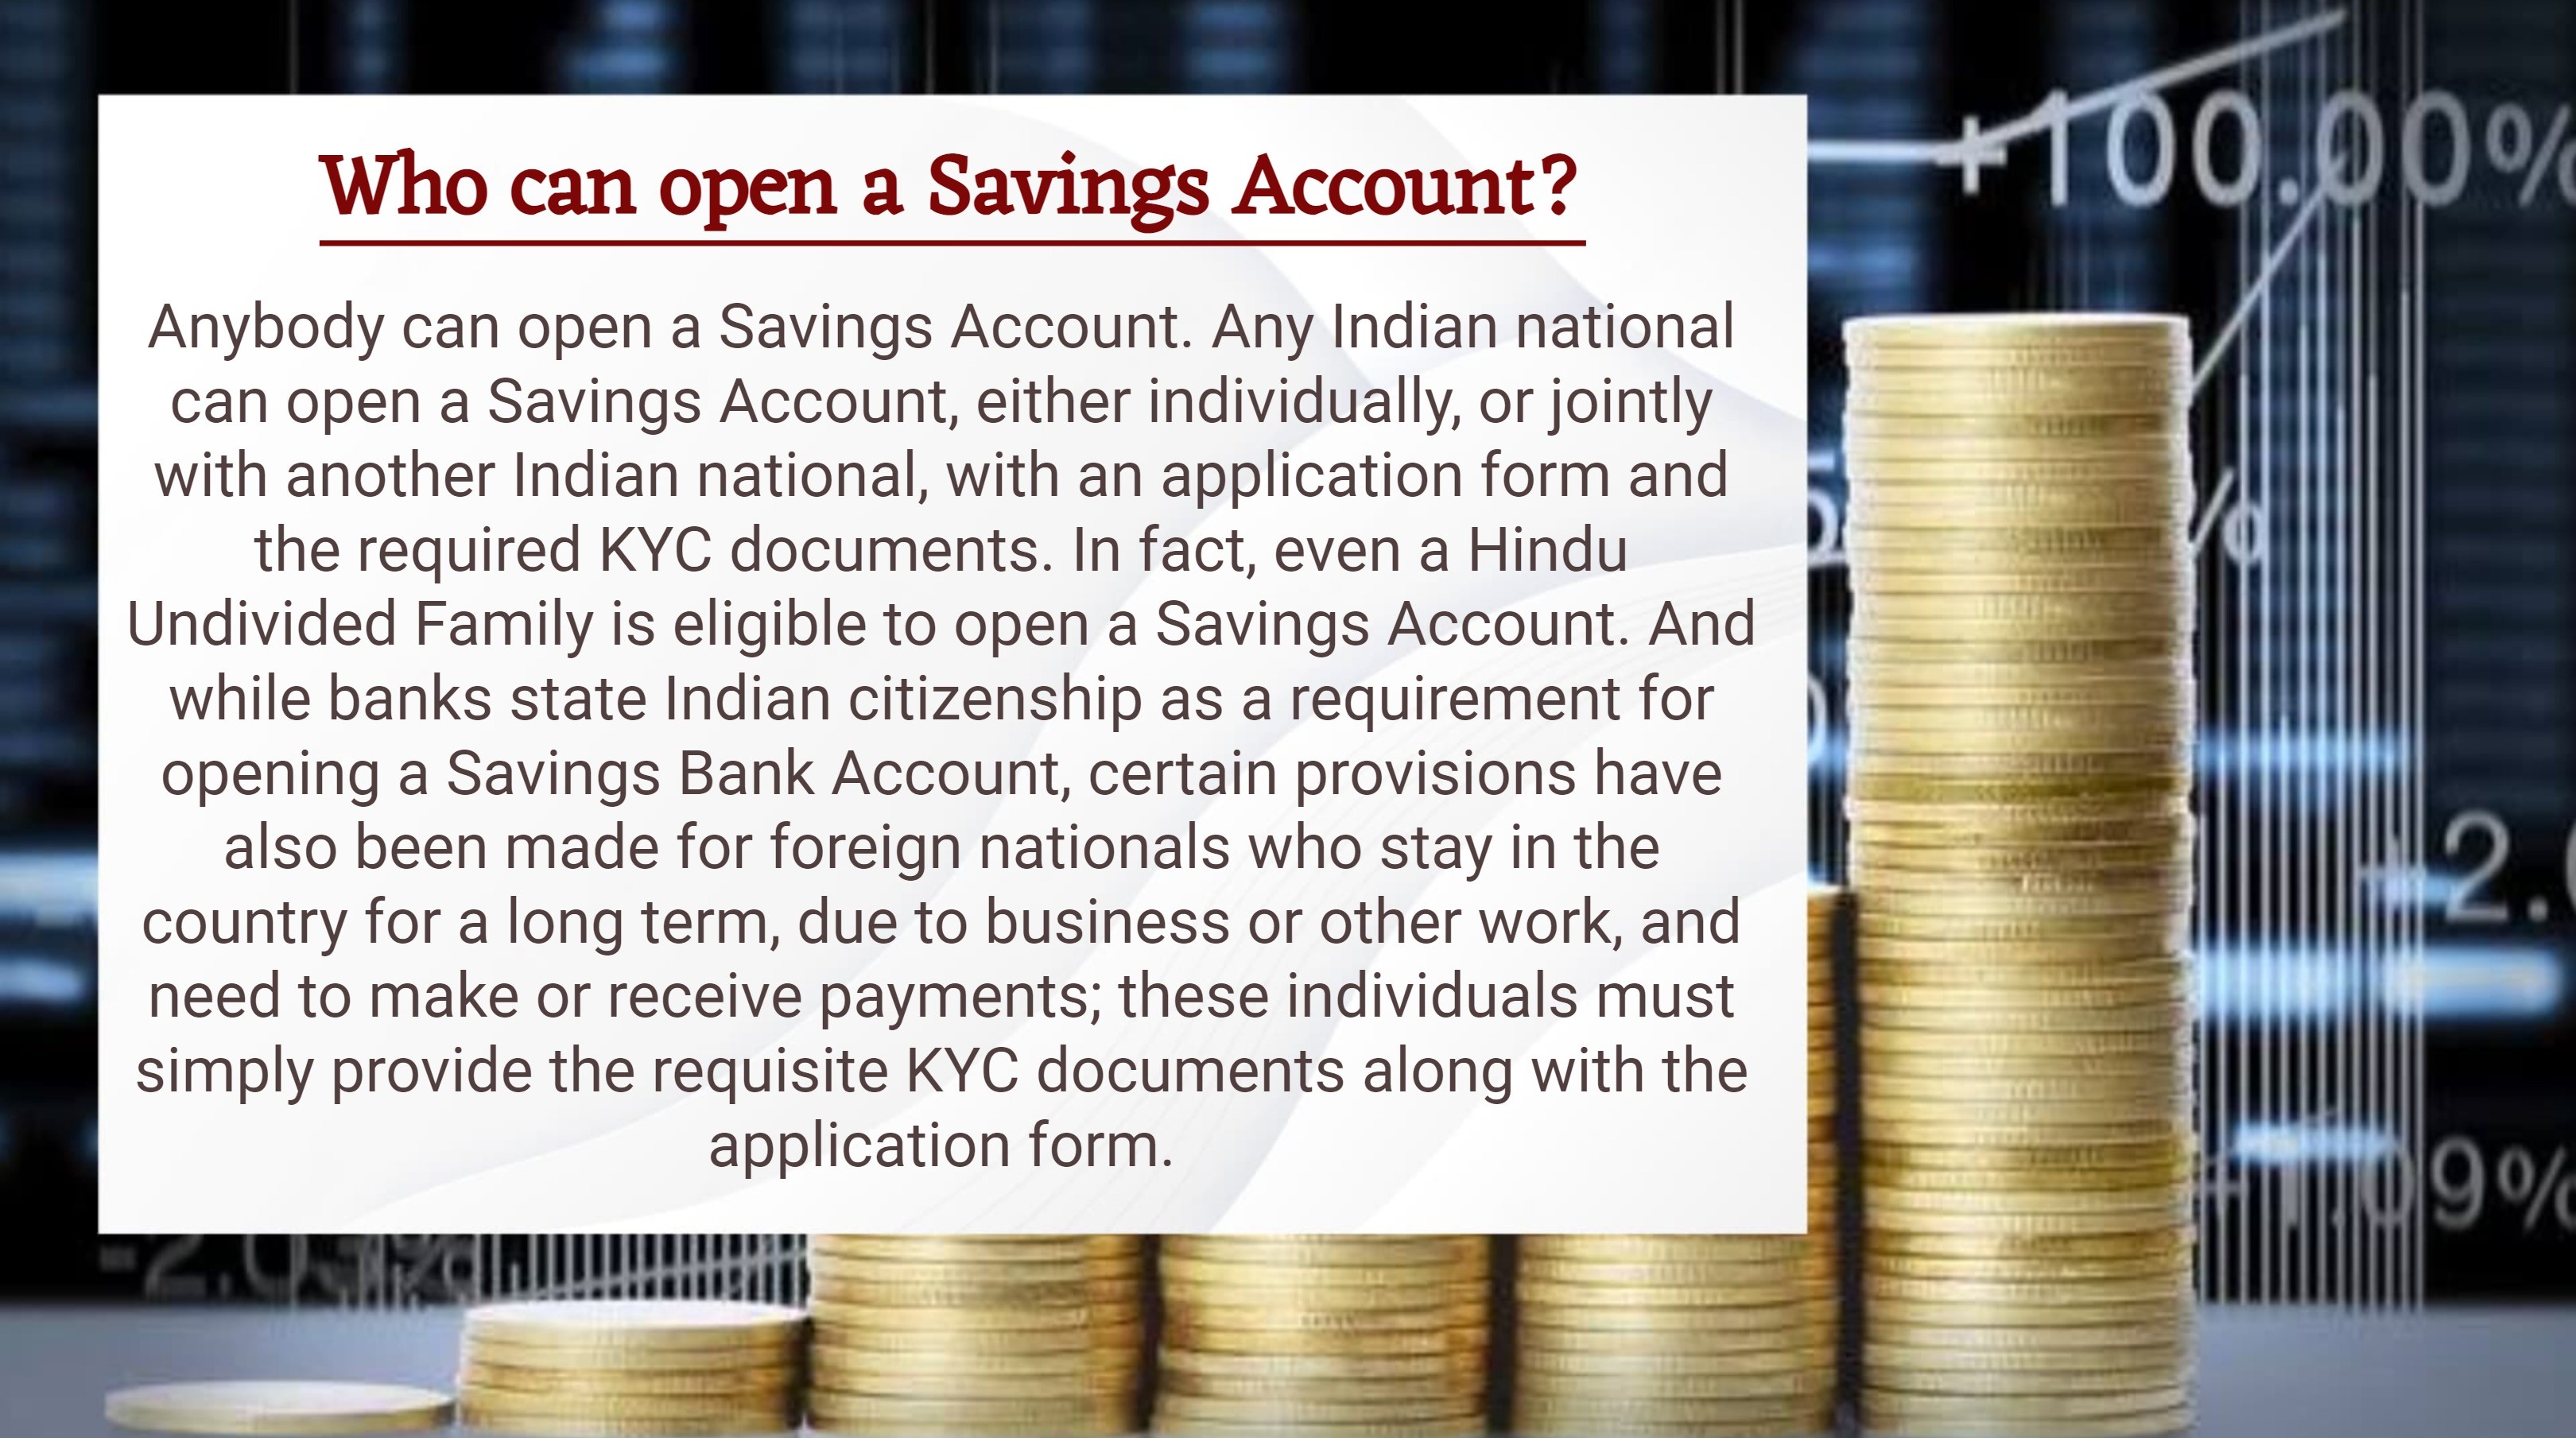 Who can open a Savings Account?
Anybody can open a Savings Account. Any Indian national
can open a Savings Account, either individually, or jointly
with another Indian national, with an application form and
the required KYC documents. In fact, even a Hindu
Undivided Family is eligible to open a Savings Account. And
while banks state Indian citizenship as a requirement for
opening a Savings Bank Account, certain provisions have
also been made for foreign nationals who stay in the
country for a long term, due to business or other work, and
need to make or receive payments; these individuals must
simply provide the requisite KYC documents along with the
application form.
+100.00%